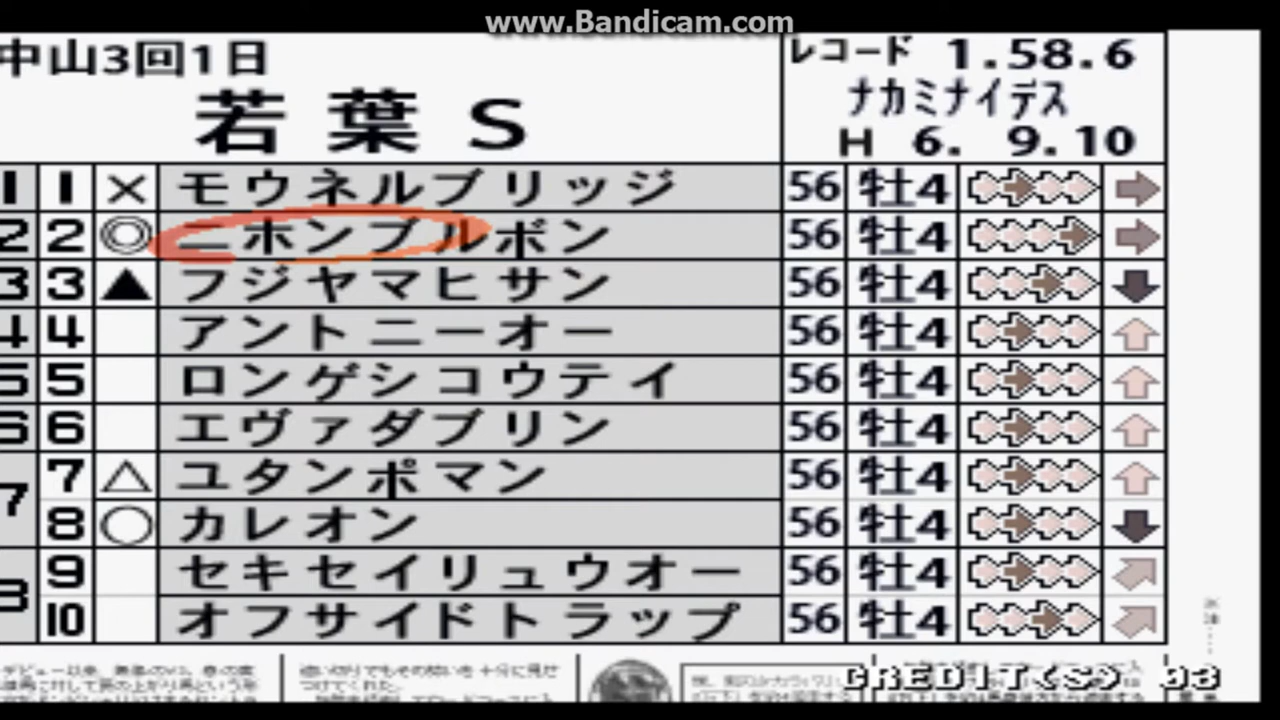 www.Bandicam.com
中山3回1日
若葉S
レコード 1.58.6
ナカミナイデス
H 6. 9.10
1 1 × モウネルブリッジ 56 牡4
2 2 ◎ ニホンブルボン 56 牡4
3 3 ▲ フジヤマヒサン 56 牡4
4 4 アントニーオー 56 牡4
5 5 ロンゲシコウテイ 56 牡4
6 6 エヴァダブリン 56 牡4
7 7 △ ユタンポマン 56 牡4
8 ○ カレオン 56 牡4
8 9 セキセイリュウオー 56 牡4
10 オフサイドトラップ 56 牡4
CREDIT(S) 03